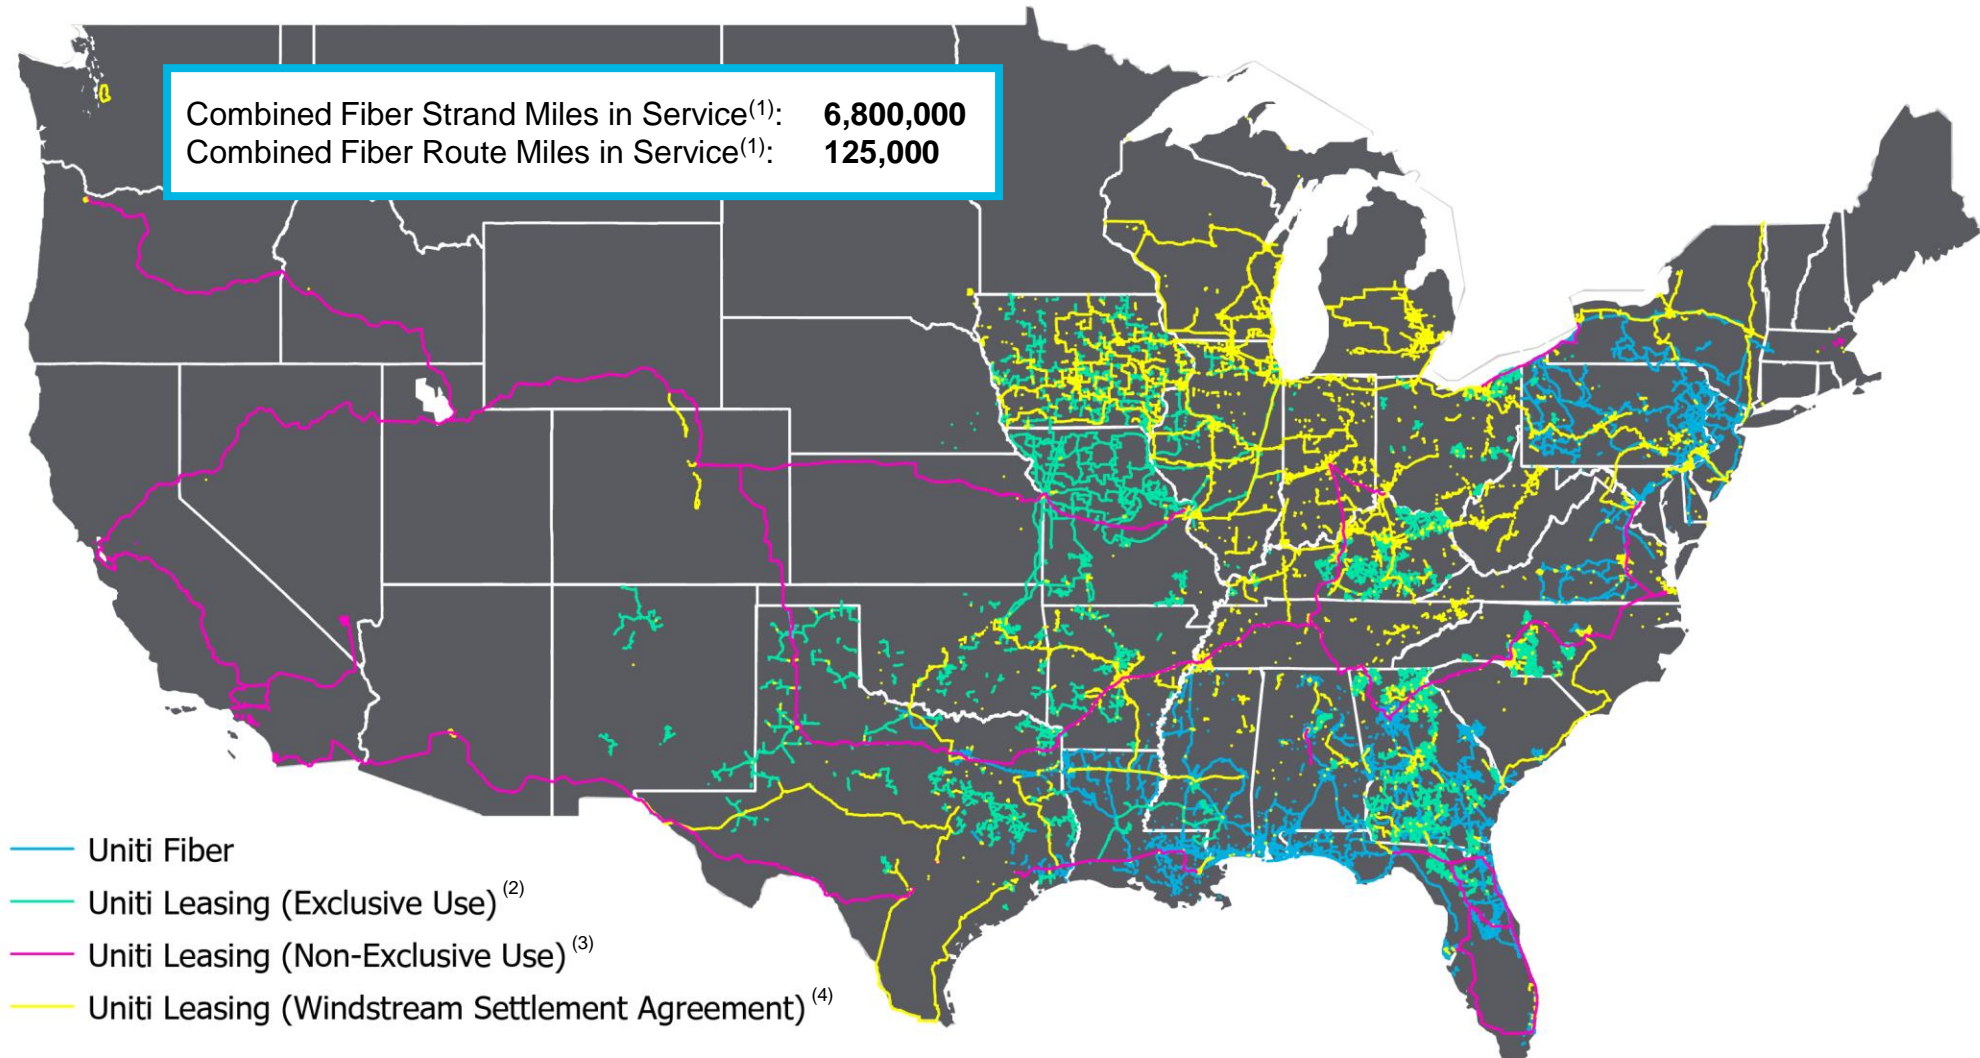 Combined Fiber Strand Miles in Service(1): 6,800,000
Combined Fiber Route Miles in Service(1): 125,000
Uniti Fiber
Uniti Leasing (Exclusive Use) (2)
Uniti Leasing (Non-Exclusive Use) (3)
Uniti Leasing (Windstream Settlement Agreement) (4)